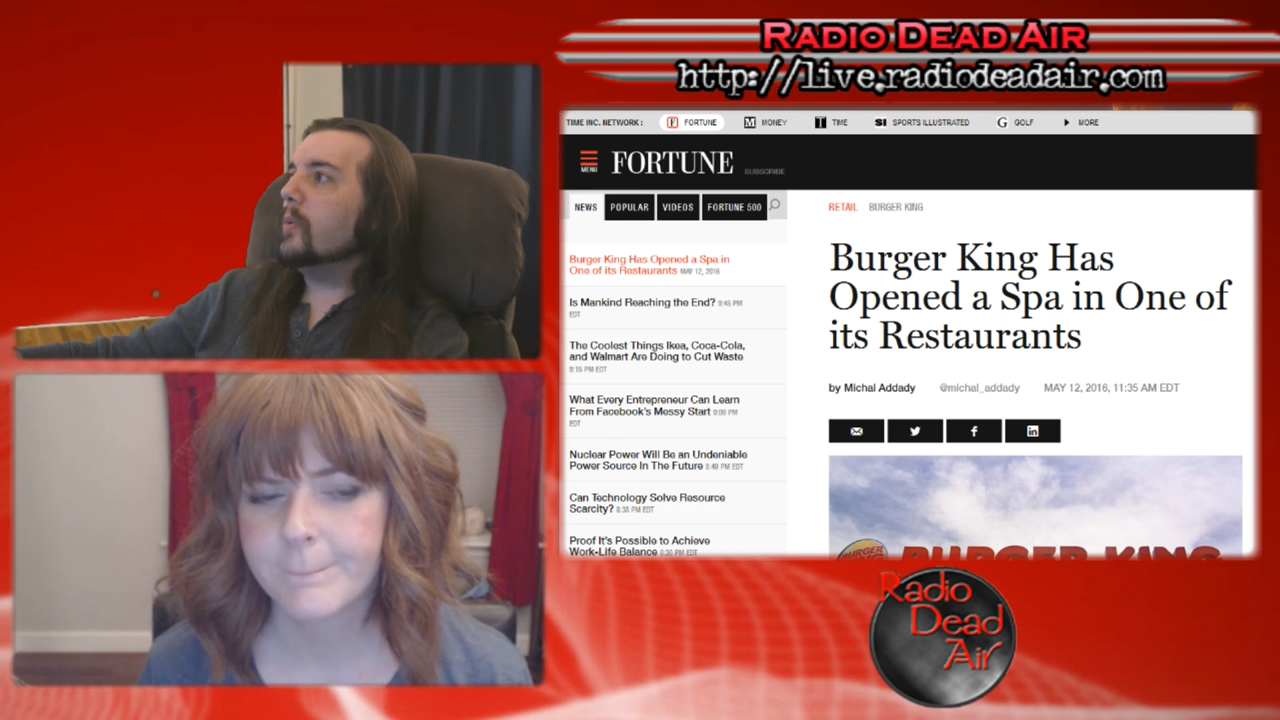 RADIO DEAD AIR
http://live.radiodeadair.com
TIME INC. NETWORK : FORTUNE MONEY TIME SI SPORTS ILLUSTRATED GOLF MORE
MENU FORTUNE SUBSCRIBE
NEWS POPULAR VIDEOS FORTUNE 500
Burger King Has Opened a Spa in
One of its Restaurants MAY 12, 2016
Is Mankind Reaching the End? 9:45 PM
EDT
The Coolest Things Ikea, Coca-Cola,
and Walmart Are Doing to Cut Waste
9:15 PM EDT
What Every Entrepreneur Can Learn
From Facebook's Messy Start 9:00 PM
EDT
Nuclear Power Will Be an Undeniable
Power Source In The Future 8:49 PM EDT
Can Technology Solve Resource
Scarcity? 8:38 PM EDT
Proof It's Possible to Achieve
Work-Life Balance 8:30 PM EDT
RETAIL BURGER KING
Burger King Has
Opened a Spa in One of
its Restaurants
by Michal Addady @michal_addady MAY 12, 2016, 11:35 AM EDT
BURGER BURGER KING
Radio
Dead
Air